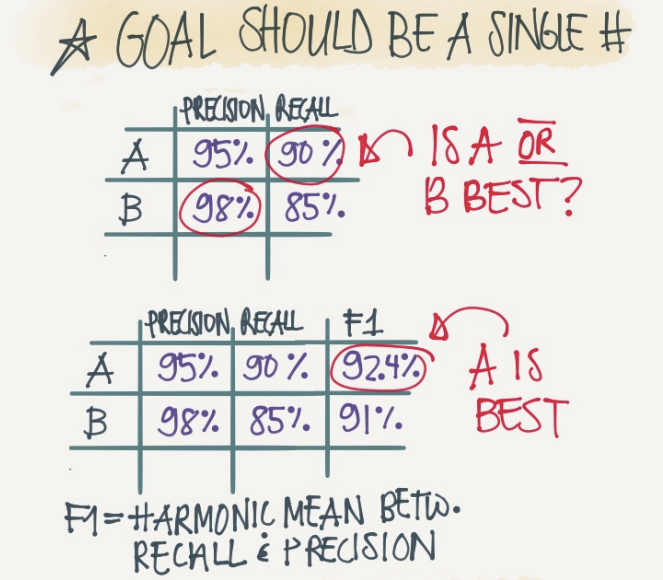 A GOAL SHOULD BE A SINGLE #
PRECISION RECALL
A 95% 90%
B 98% 85%
IS A OR
B BEST?
PRECISION RECALL F1
A 95% 90% 92.4%
B 98% 85% 91%
A IS
BEST
F1 = HARMONIC MEAN BETW.
RECALL & PRECISION